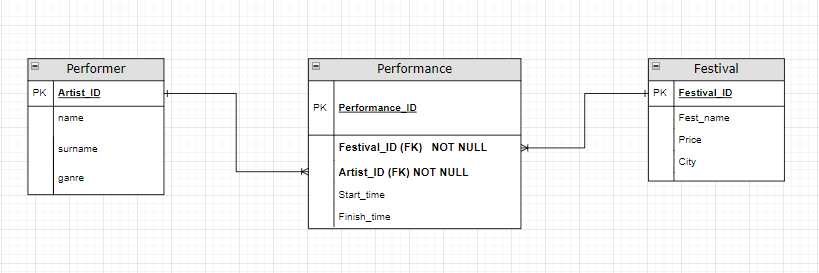 Performer
PK Artist_ID
name
surname
ganre
Performance
PK Performance_ID
Festival_ID (FK) NOT NULL
Artist_ID (FK) NOT NULL
Start_time
Finish_time
Festival
PK Festival_ID
Fest_name
Price
City